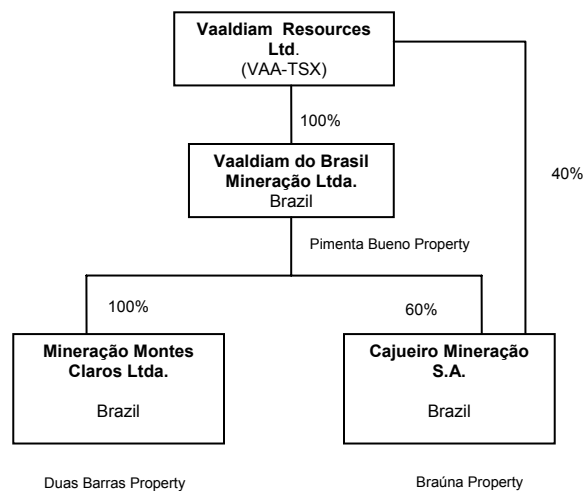 Vaaldiam Resources
Ltd.
(VAA-TSX)
100%
Vaaldiam do Brasil
Mineração Ltda.
Brazil
40%
Pimenta Bueno Property
100%
60%
Mineração Montes
Claros Ltda.
Brazil
Cajueiro Mineração
S.A.
Brazil
Duas Barras Property
Braúna Property